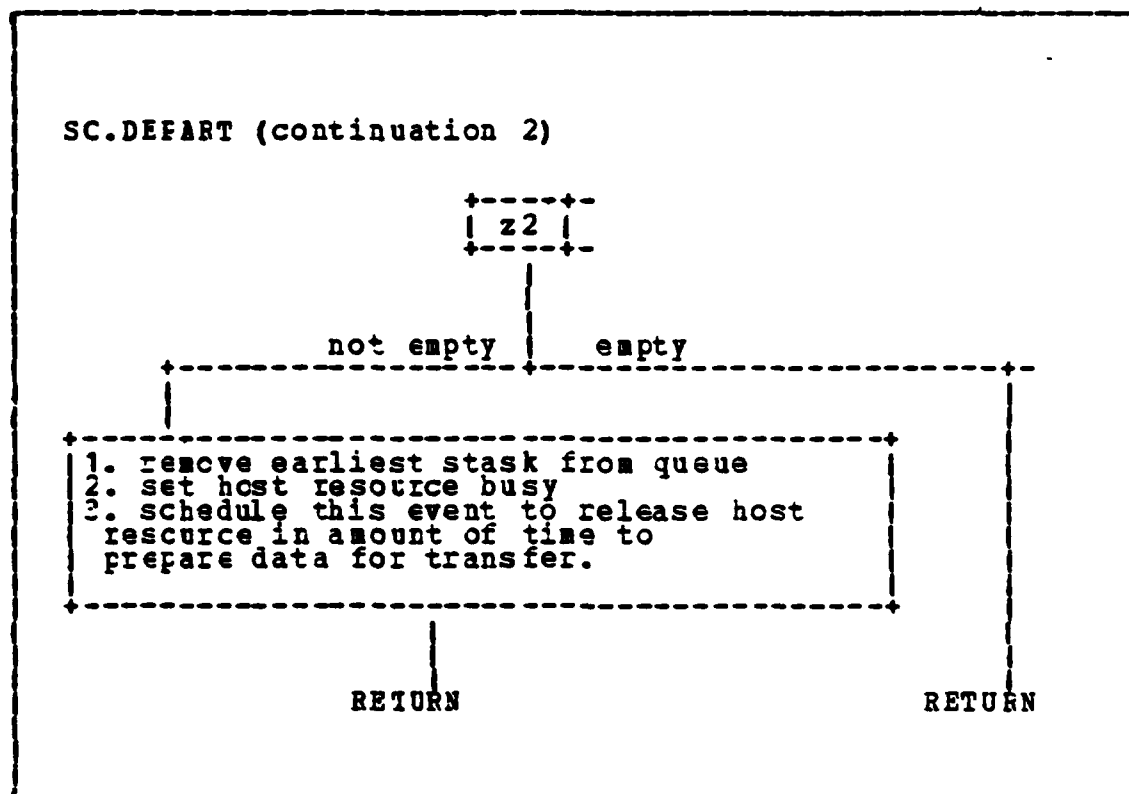 SC.DEPART (continuation 2)
z2
not empty empty
1. remove earliest stask from queue
2. set host resource busy
3. schedule this event to release host
resource in amount of time to
prepare data for transfer.
RETURN RETURN